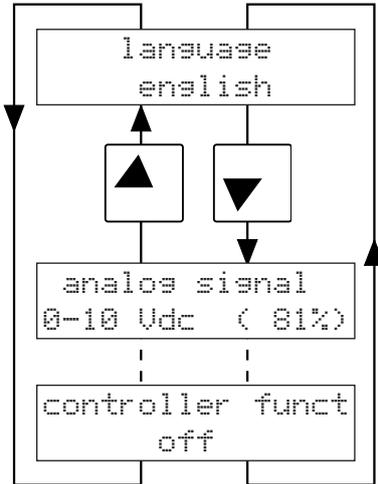 language
english
analog signal
0-10 Vdc ( 81%)
controller funct
off